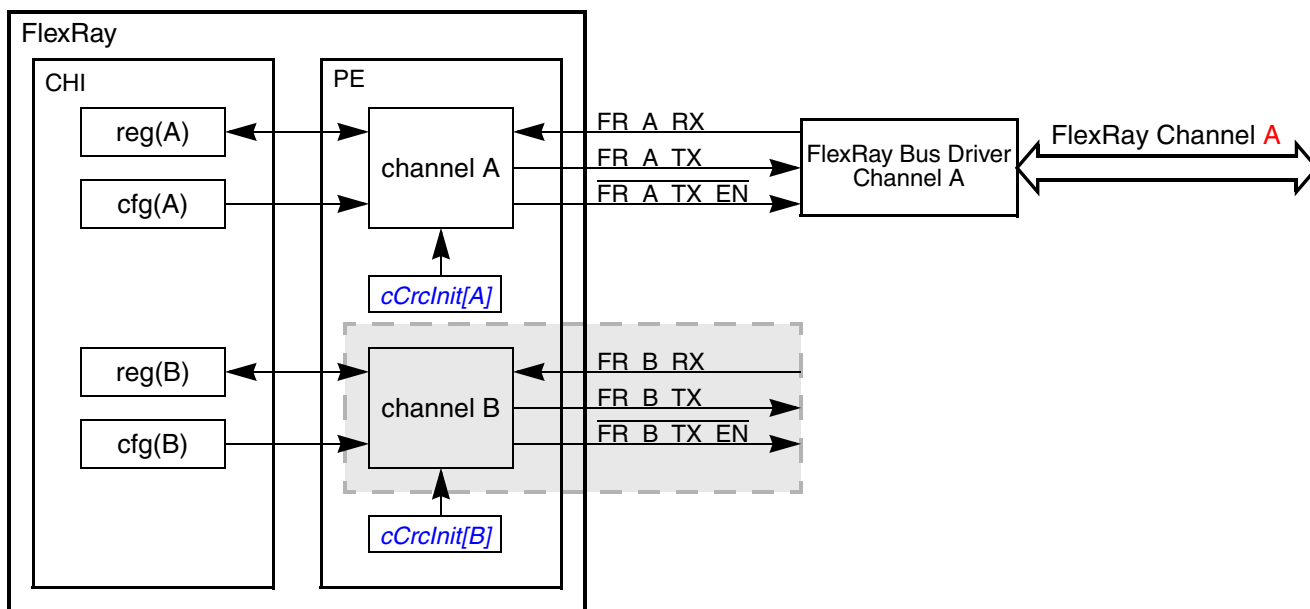 FlexRay
CHI
PE
reg(A)
cfg(A)
channel A
cCrcInit[A]
FR_A_RX
FR_A_TX
FR_A_TX_EN
FlexRay Bus Driver
Channel A
FlexRay Channel A
reg(B)
cfg(B)
channel B
cCrcInit[B]
FR_B_RX
FR_B_TX
FR_B_TX_EN